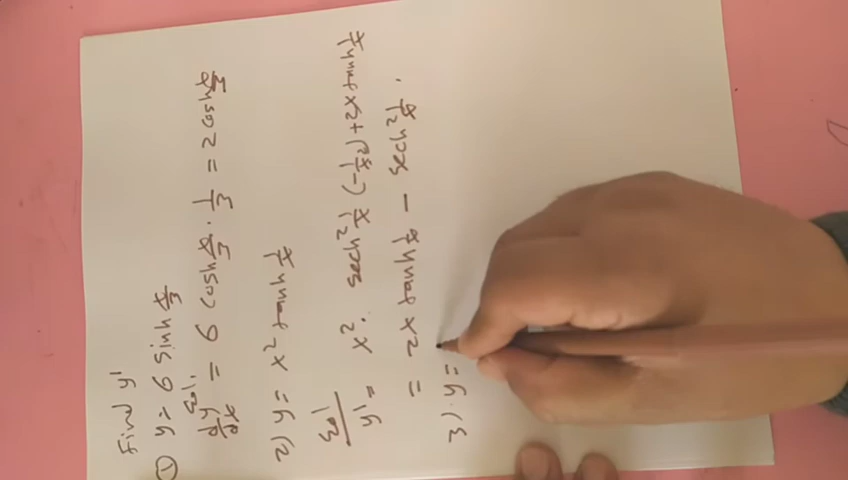 Find y'
① y = 6 sinh x/3
sol.
dy/dx = 6 cosh x/3 . 1/3 = 2 cosh x/3
2) y = x² tanh 1/x
sol
y' = x² . sech² 1/x (-1/x²) + 2x tanh 1/x
= 2x tanh 1/x - sech² 1/x .
3) y =